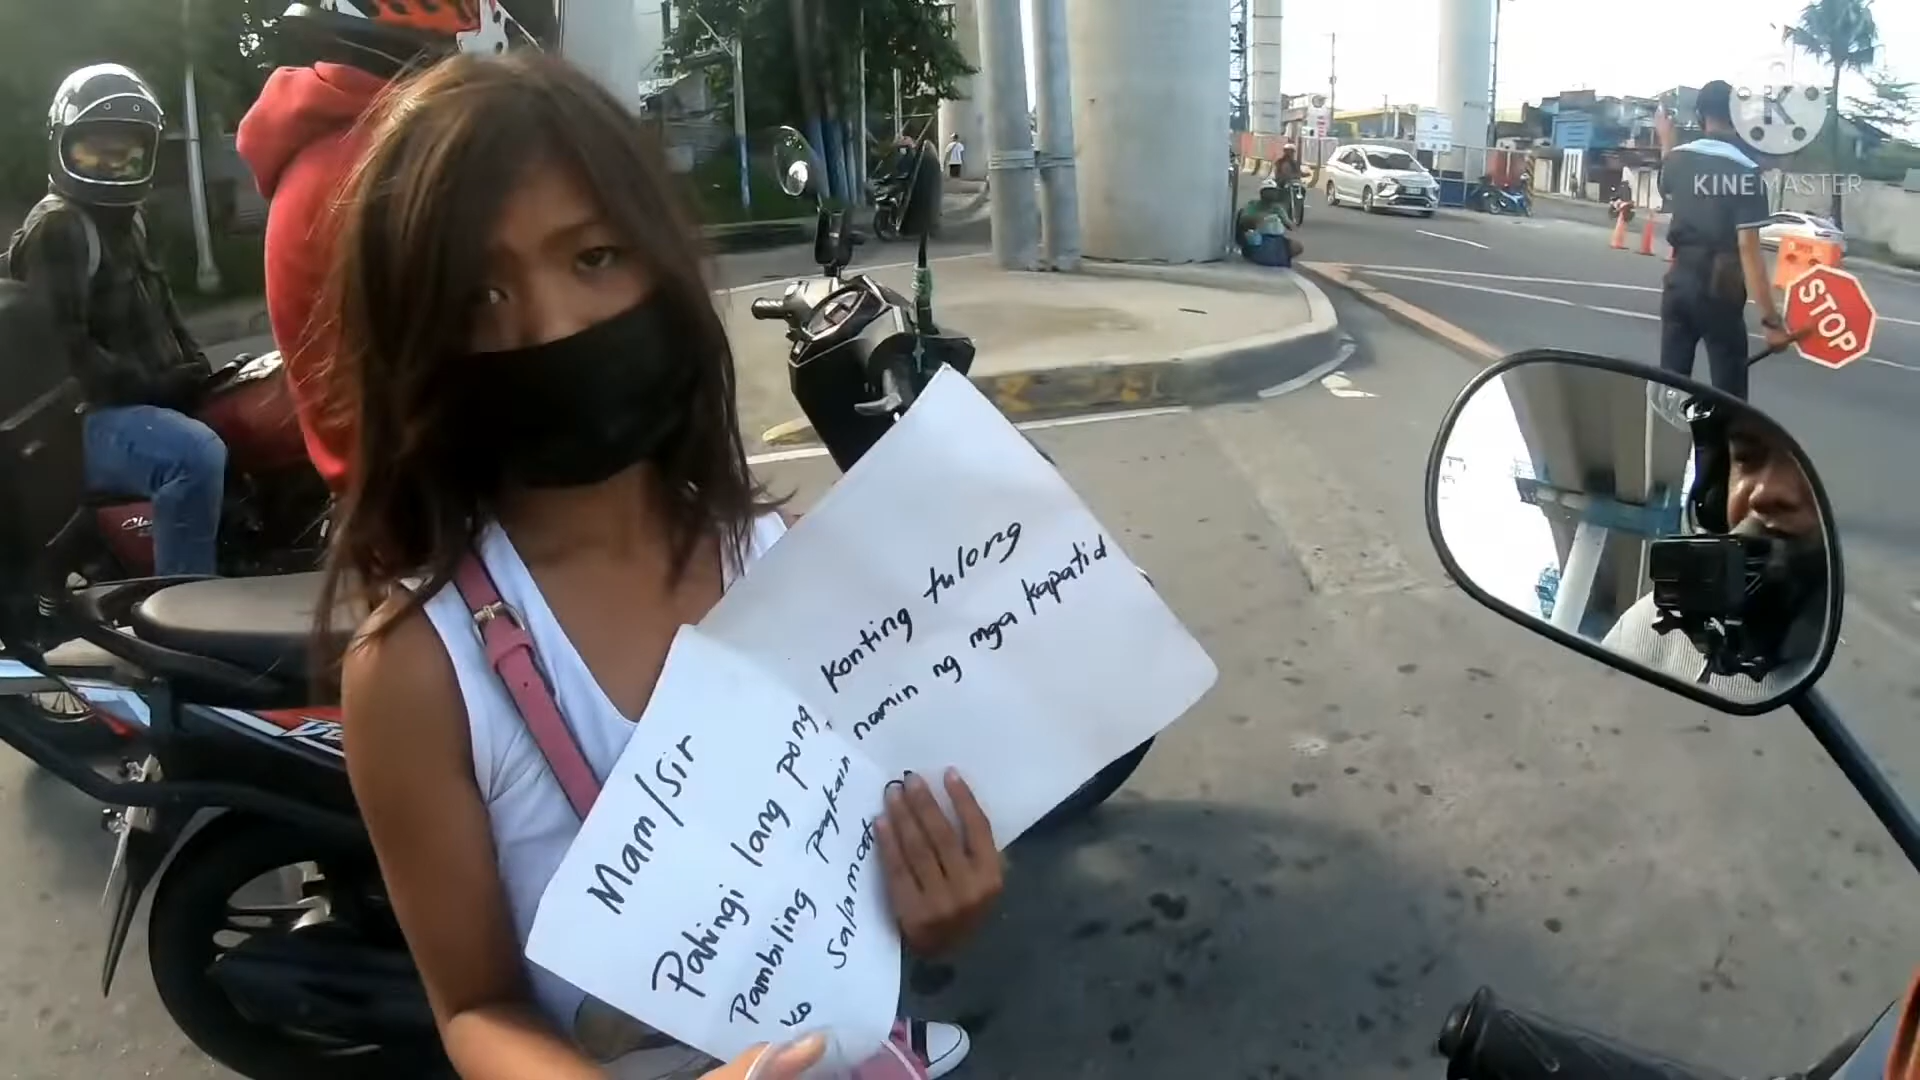 Mam/sir
Pahingi lang pong konting tulong
Pambiling pagkain namin ng mga kapatid
ko salamat
STOP
KINEMASTER